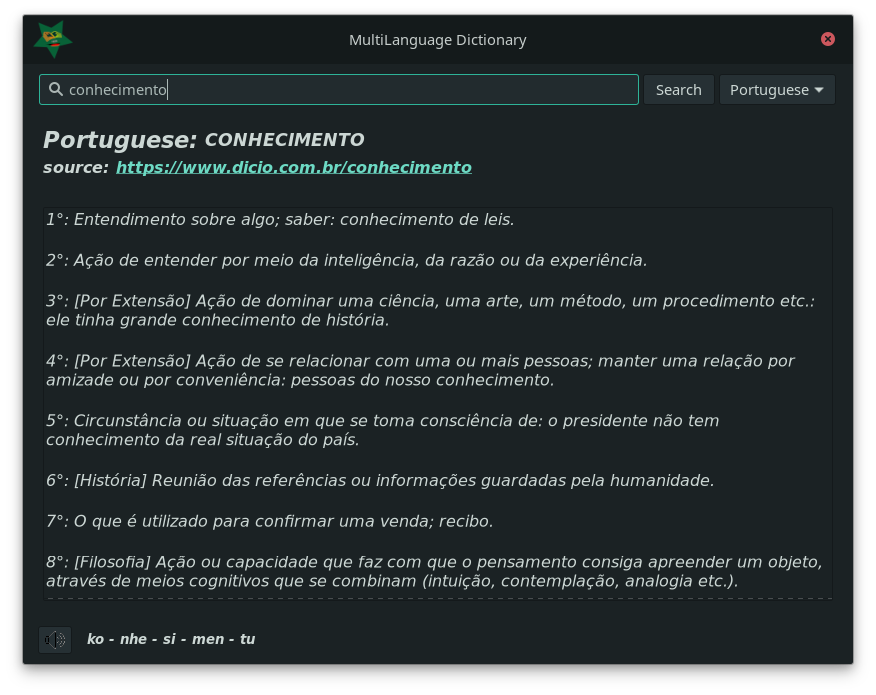 MultiLanguage Dictionary
conhecimento
Search
Portuguese
Portuguese: CONHECIMENTO
source: https://www.dicio.com.br/conhecimento
1°: Entendimento sobre algo; saber: conhecimento de leis.
2°: Ação de entender por meio da inteligência, da razão ou da experiência.
3°: [Por Extensão] Ação de dominar uma ciência, uma arte, um método, um procedimento etc.:
ele tinha grande conhecimento de história.
4°: [Por Extensão] Ação de se relacionar com uma ou mais pessoas; manter uma relação por
amizade ou por conveniência: pessoas do nosso conhecimento.
5°: Circunstância ou situação em que se toma consciência de: o presidente não tem
conhecimento da real situação do país.
6°: [História] Reunião das referências ou informações guardadas pela humanidade.
7°: O que é utilizado para confirmar uma venda; recibo.
8°: [Filosofia] Ação ou capacidade que faz com que o pensamento consiga apreender um objeto,
através de meios cognitivos que se combinam (intuição, contemplação, analogia etc.).
ko - nhe - si - men - tu